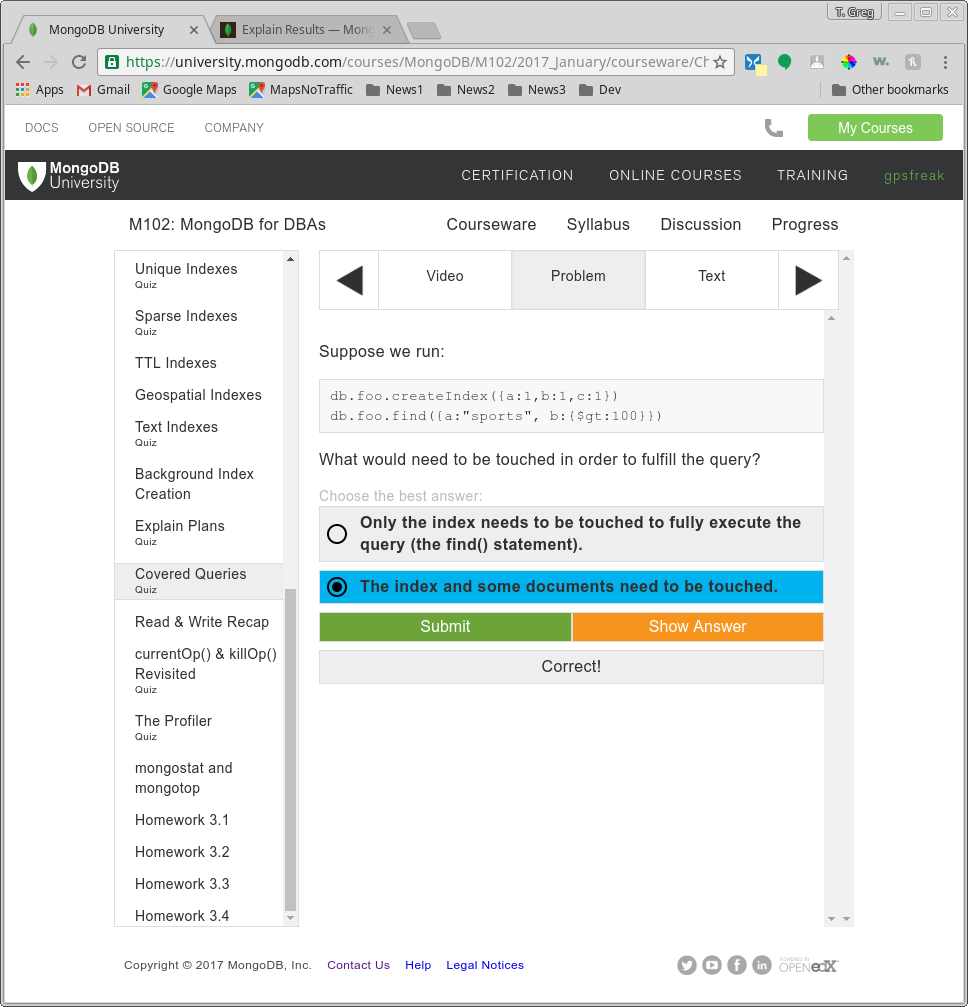 T. Greg
MongoDB University
Explain Results — Mong
https://university.mongodb.com/courses/MongoDB/M102/2017_January/courseware/Ch
Apps Gmail Google Maps MapsNoTraffic News1 News2 News3 Dev Other bookmarks
DOCS OPEN SOURCE COMPANY My Courses
MongoDB
University
CERTIFICATION ONLINE COURSES TRAINING gpsfreak
M102: MongoDB for DBAs Courseware Syllabus Discussion Progress
Unique Indexes
Quiz
Sparse Indexes
Quiz
TTL Indexes
Geospatial Indexes
Text Indexes
Quiz
Background Index
Creation
Explain Plans
Quiz
Covered Queries
Quiz
Read & Write Recap
currentOp() & killOp()
Revisited
Quiz
The Profiler
Quiz
mongostat and
mongotop
Homework 3.1
Homework 3.2
Homework 3.3
Homework 3.4
Video Problem Text
Suppose we run:
db.foo.createIndex({a:1,b:1,c:1})
db.foo.find({a:"sports", b:{$gt:100}})
What would need to be touched in order to fulfill the query?
Choose the best answer:
Only the index needs to be touched to fully execute the
query (the find() statement).
The index and some documents need to be touched.
Submit Show Answer
Correct!
Copyright © 2017 MongoDB, Inc. Contact Us Help Legal Notices
POWERED BY
OPEN edX